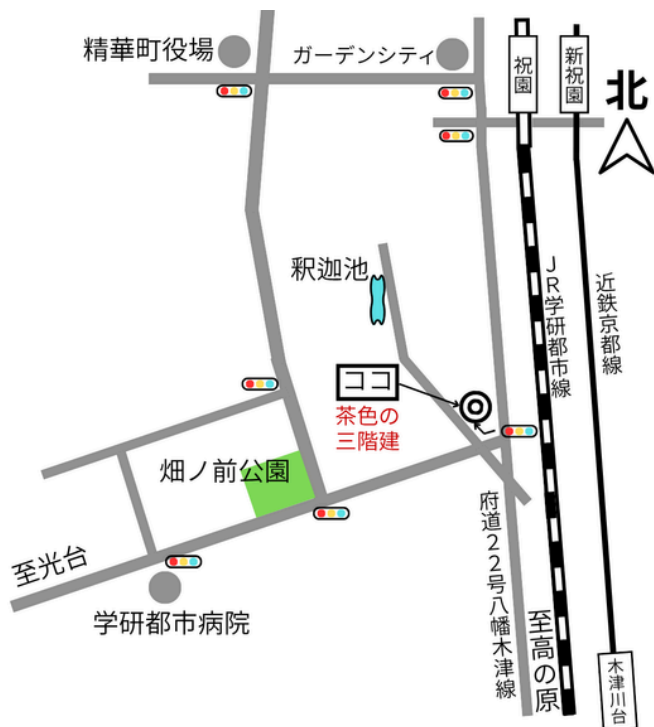 精華町役場
ガーデンシティ
祝園
新祝園
北
釈迦池
JR学研都市線
近鉄京都線
ココ
茶色の
三階建
畑ノ前公園
至光台
学研都市病院
府道22号八幡木津線
至高の原
木津川台